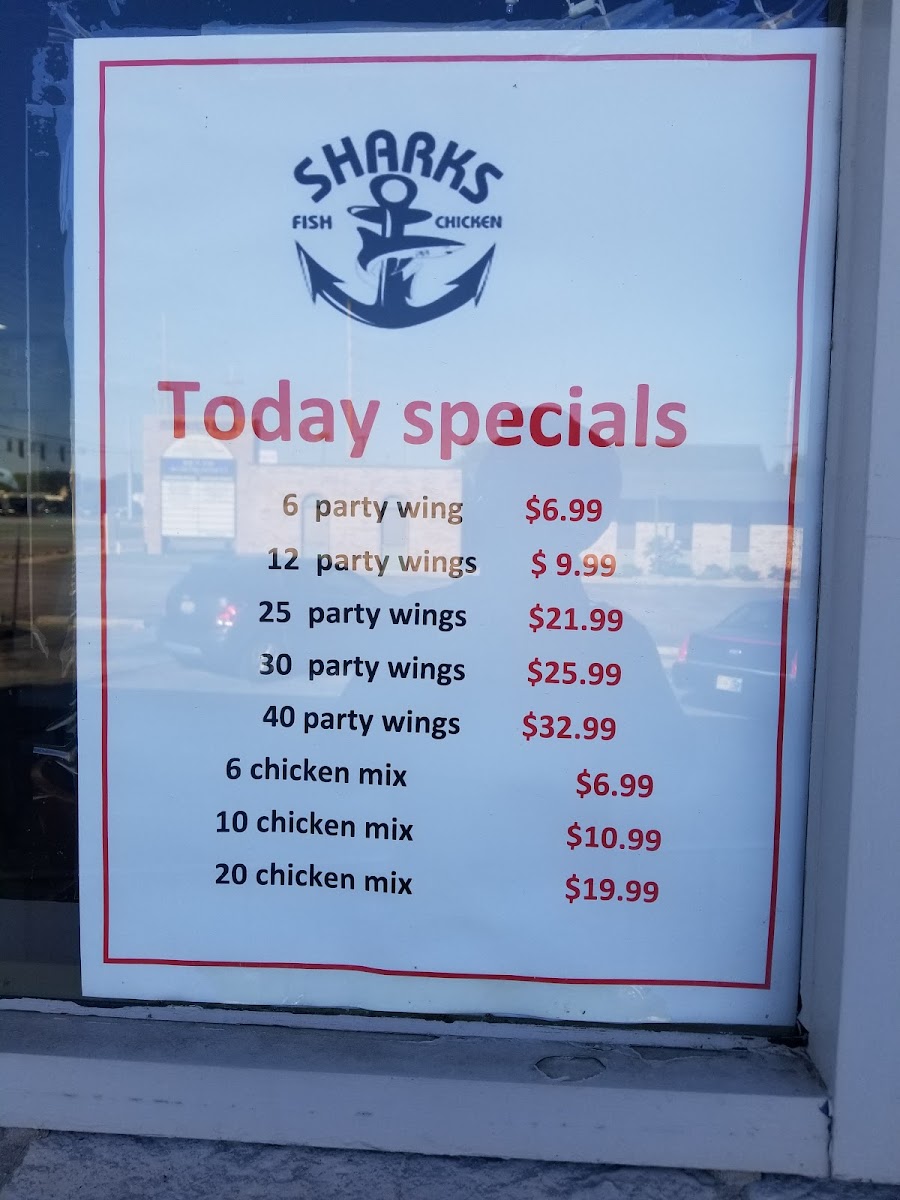 SHARKS
FISH CHICKEN
Today specials
6 party wing $6.99
12 party wings $ 9.99
25 party wings $21.99
30 party wings $25.99
40 party wings $32.99
6 chicken mix $6.99
10 chicken mix $10.99
20 chicken mix $19.99